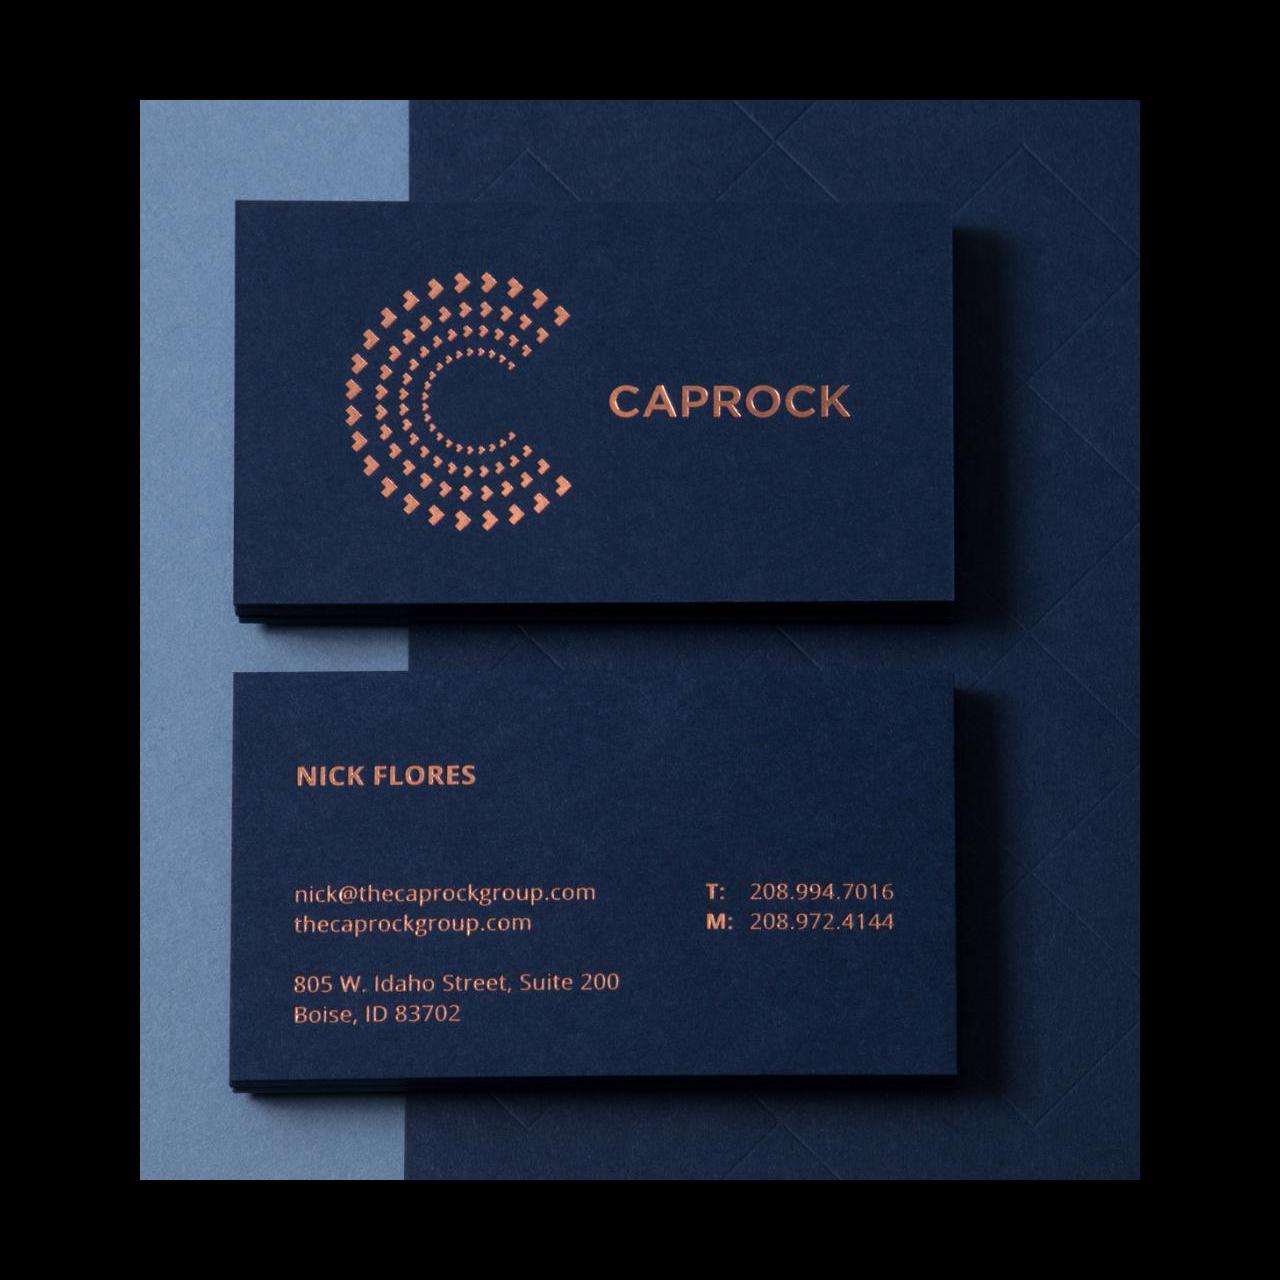 CAPROCK
NICK FLORES
nick@thecaprockgroup.com
thecaprockgroup.com
T: 208.994.7016
M: 208.972.4144
805 W. Idaho Street, Suite 200
Boise, ID 83702